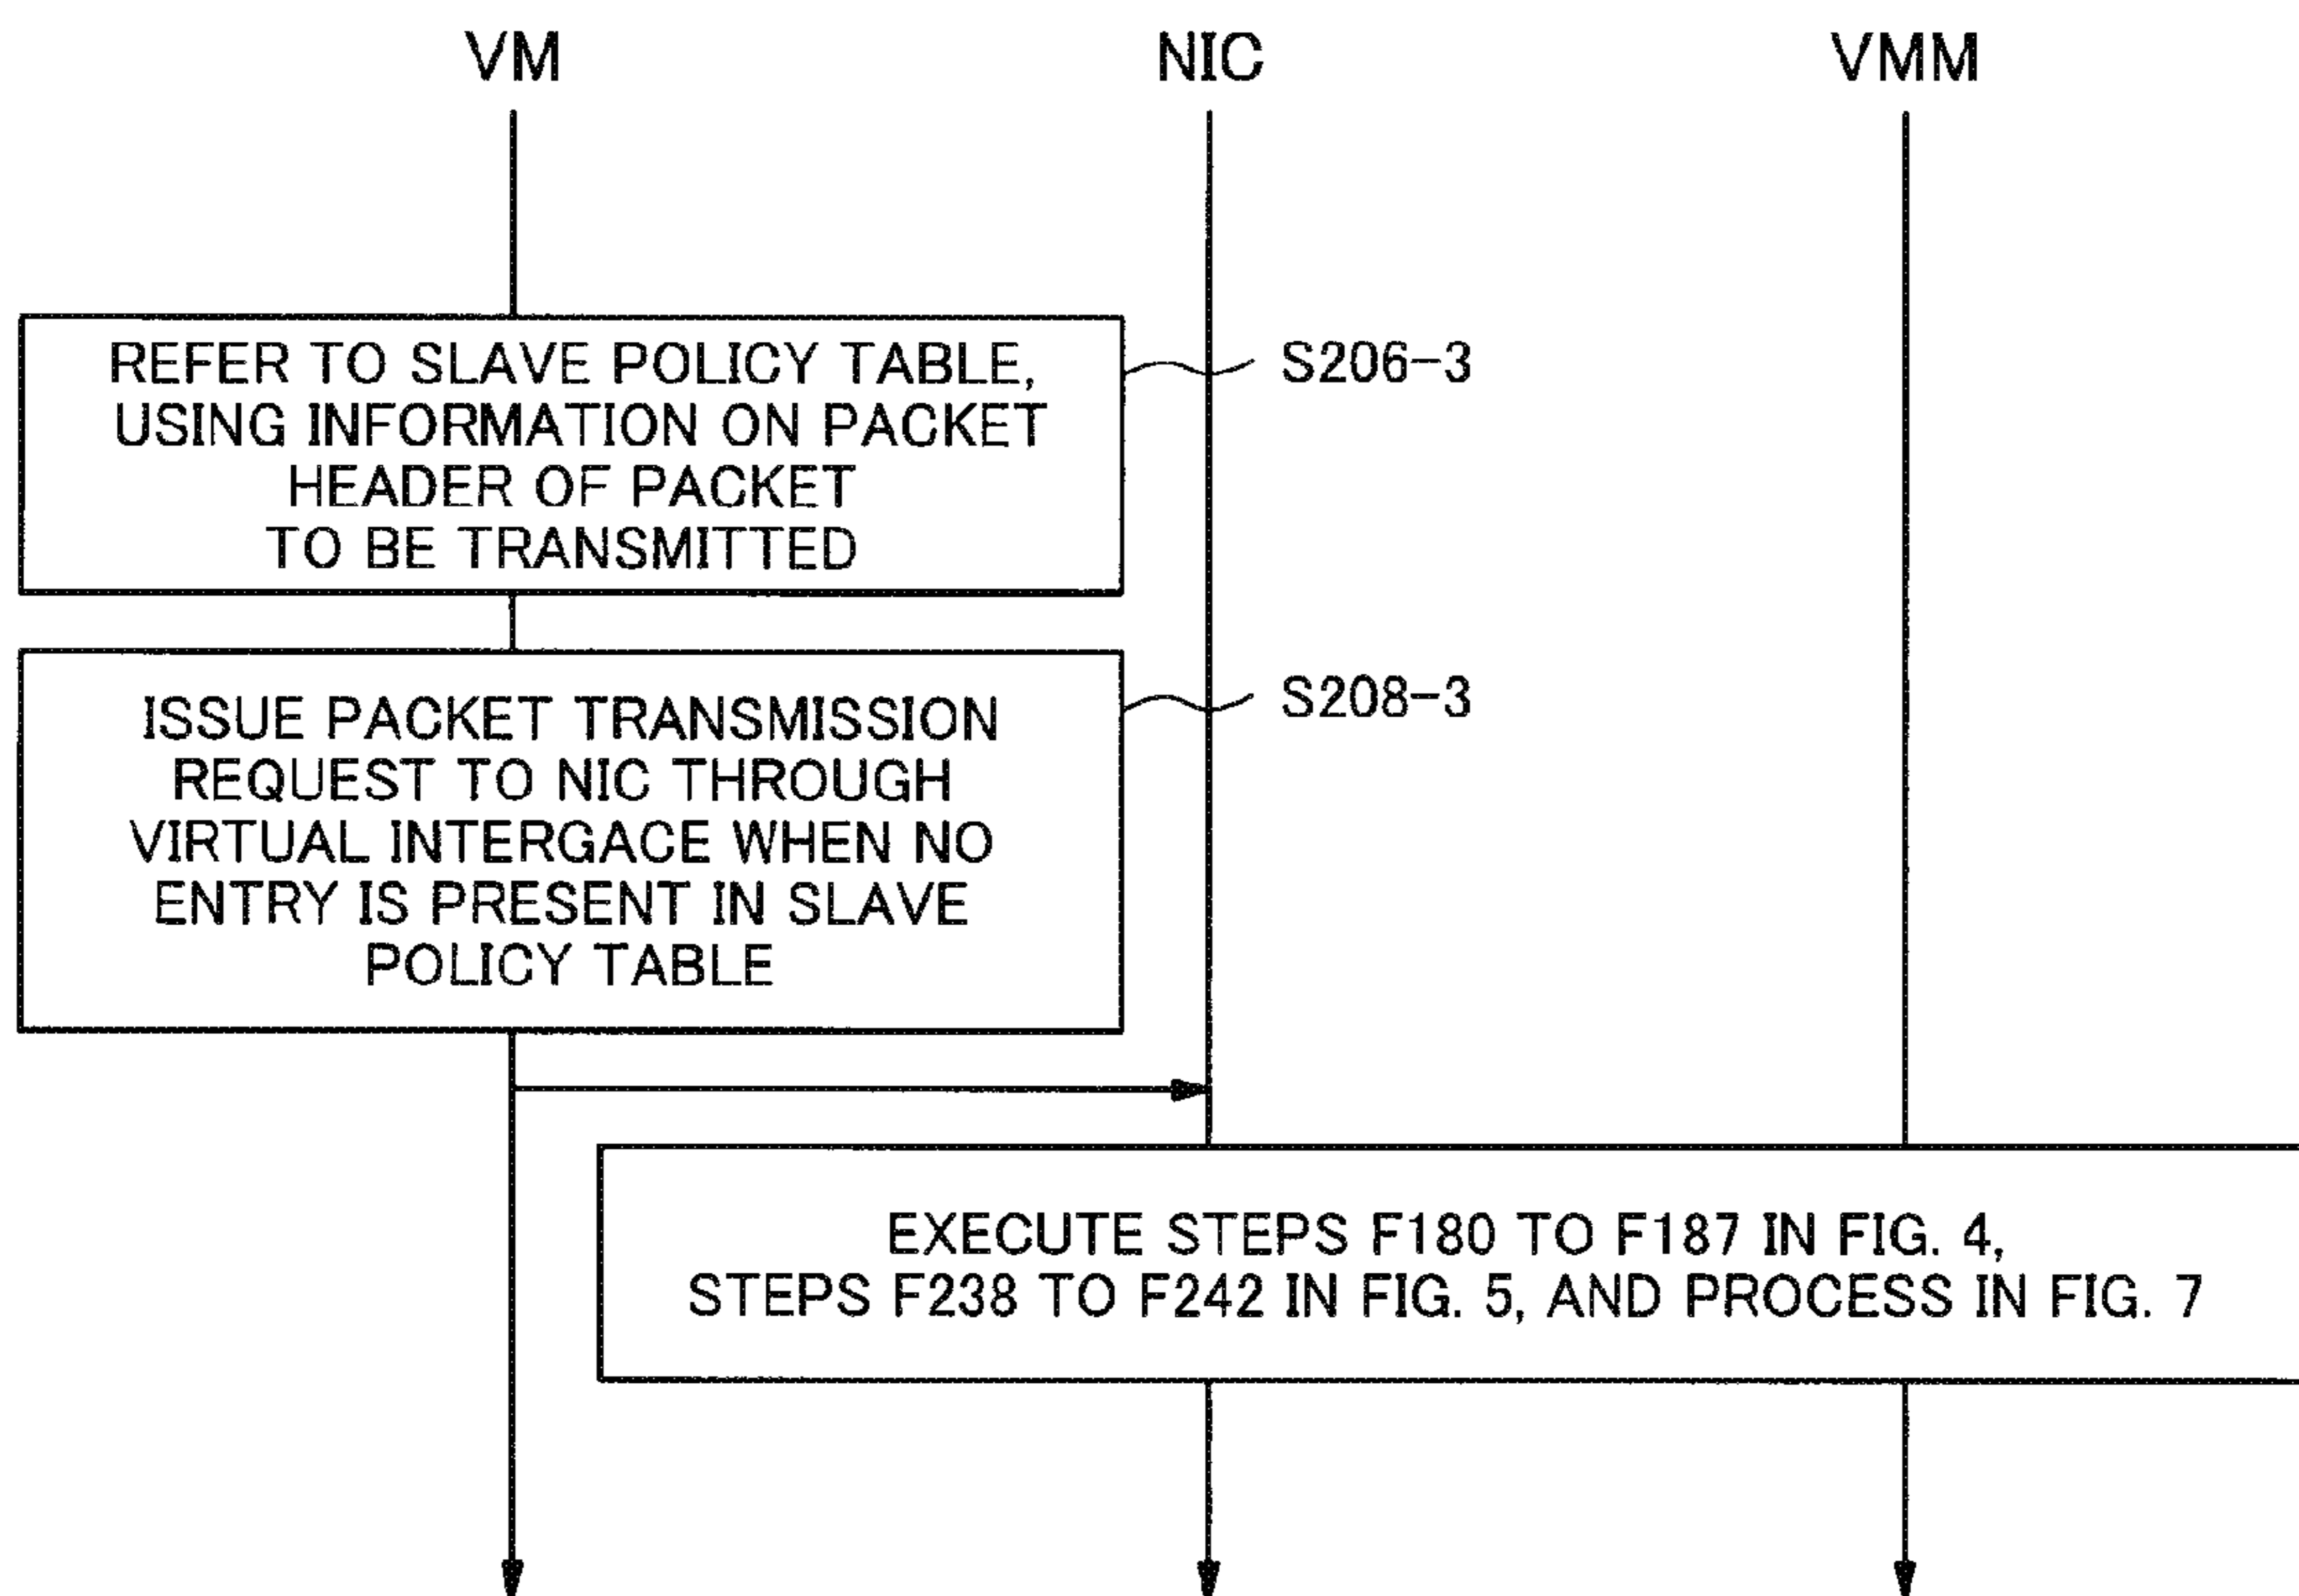 VM
NIC
VMM
REFER TO SLAVE POLICY TABLE,
USING INFORMATION ON PACKET
HEADER OF PACKET
TO BE TRANSMITTED
S206-3
ISSUE PACKET TRANSMISSION
REQUEST TO NIC THROUGH
VIRTUAL INTERGACE WHEN NO
ENTRY IS PRESENT IN SLAVE
POLICY TABLE
S208-3
EXECUTE STEPS F180 TO F187 IN FIG. 4,
STEPS F238 TO F242 IN FIG. 5, AND PROCESS IN FIG. 7